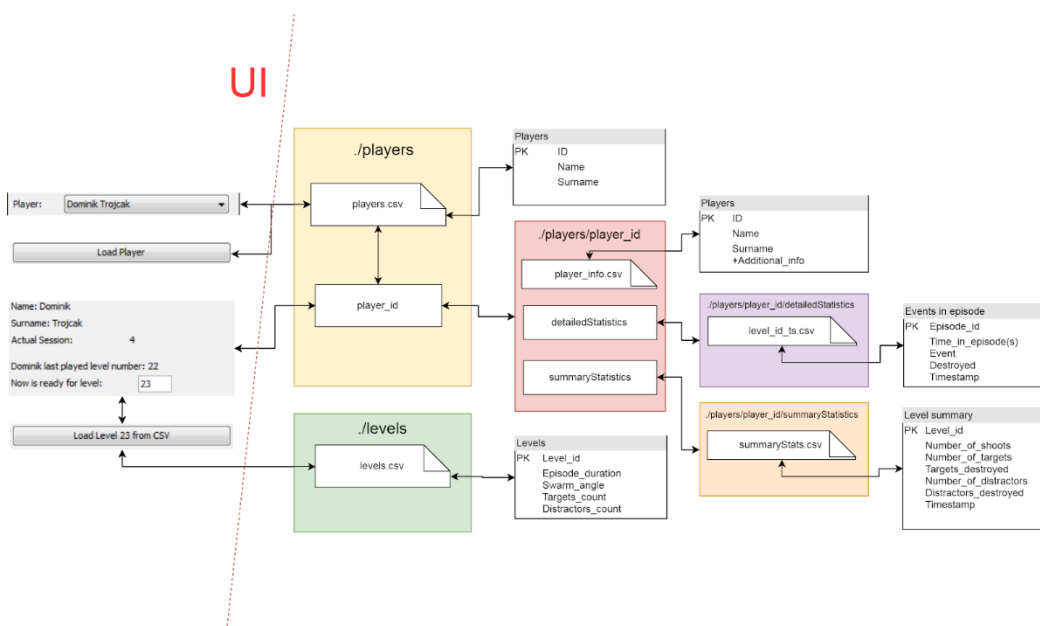 UI
Player:
Dominik Trojcak
Load Player
Name: Dominik
Surname: Trojcak
Actual Session: 4
Dominik last played level number: 22
Now is ready for level: 23
Load Level 23 from CSV
./players
players.csv
player_id
./levels
levels.csv
Players
PK ID
Name
Surname
./players/player_id
player_info.csv
detailedStatistics
summaryStatistics
Levels
PK Level_id
Episode_duration
Swarm_angle
Targets_count
Distractors_count
Players
PK ID
Name
Surname
+Additional_info
./players/player_id/detailedStatistics
level_id_ts.csv
./players/player_id/summaryStatistics
summaryStats.csv
Events in episode
PK Episode_id
Time_in_episode(s)
Event
Destroyed
Timestamp
Level summary
PK Level_id
Number_of_shoots
Number_of_targets
Targets_destroyed
Number_of_distractors
Distractors_destroyed
Timestamp